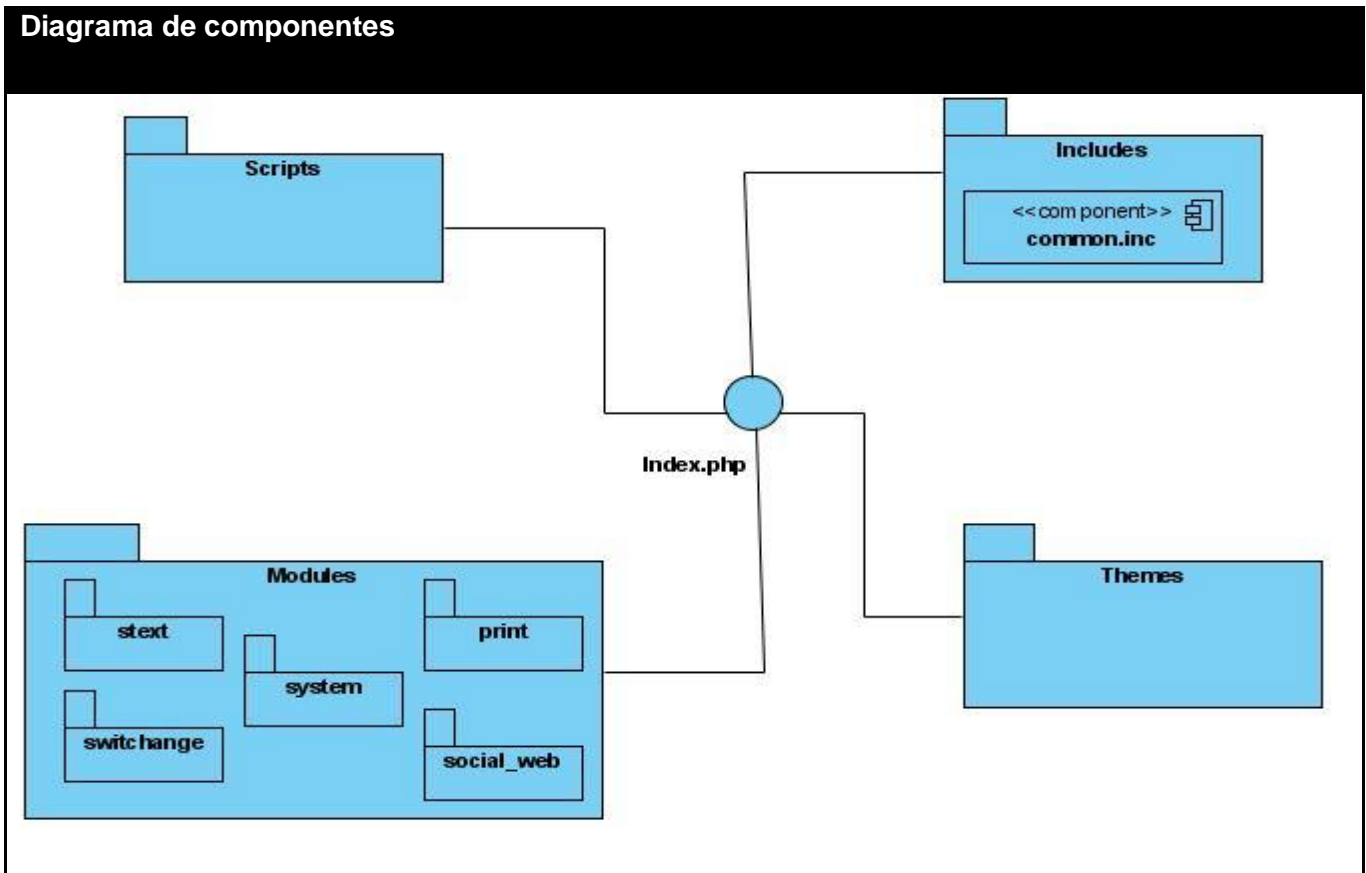 Diagrama de componentes
Scripts
Includes
<<component>>
common.inc
Index.php
Modules
stext
print
system
switchange
social_web
Themes